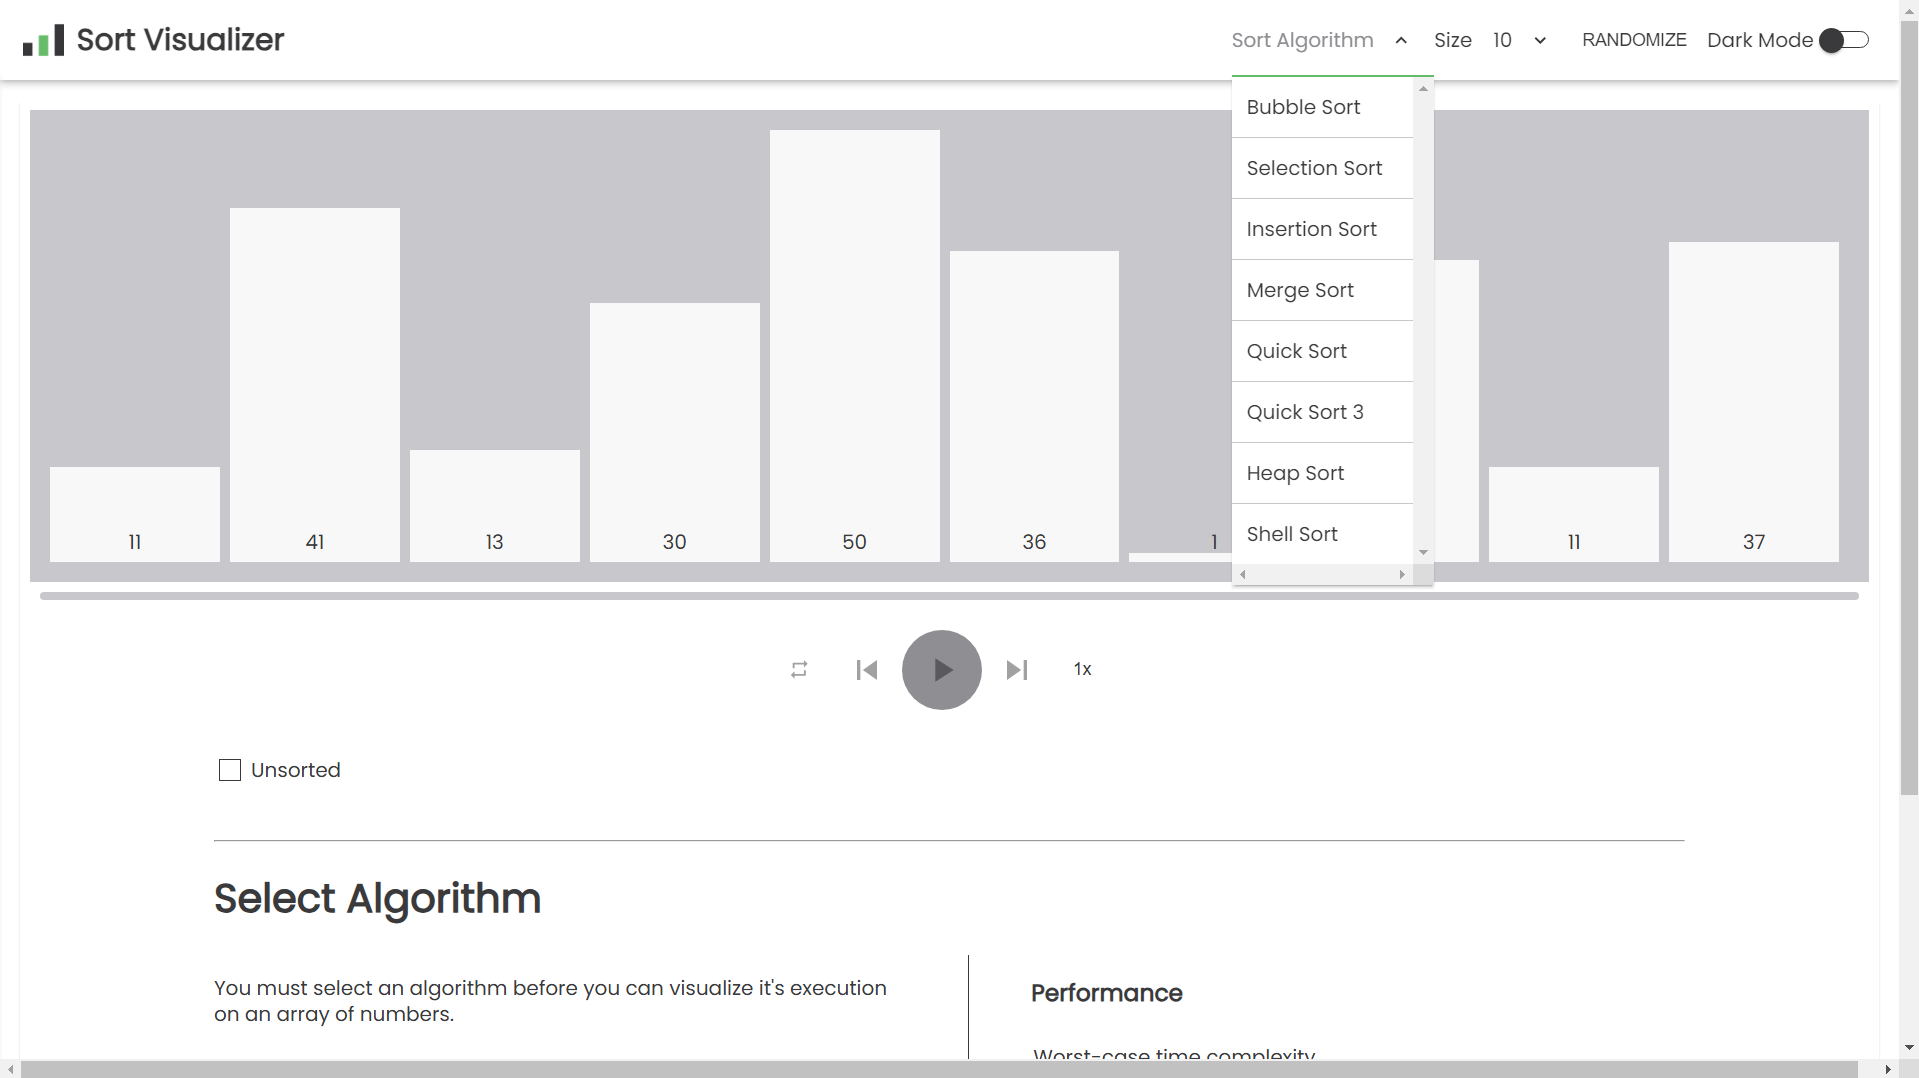 Sort Visualizer
Sort Algorithm
Size
10
RANDOMIZE
Dark Mode
Bubble Sort
Selection Sort
Insertion Sort
Merge Sort
Quick Sort
Quick Sort 3
Heap Sort
Shell Sort
11
41
13
30
50
36
1
11
37
1x
Unsorted
Select Algorithm
You must select an algorithm before you can visualize it's execution
on an array of numbers.
Performance
Worst-case time complexity